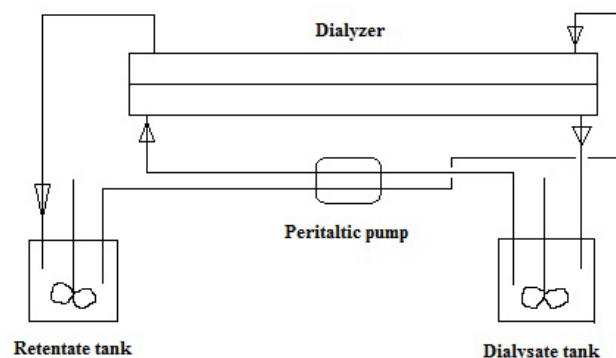 Dialyzer
Peritaltic pump
Retentate tank
Dialysate tank